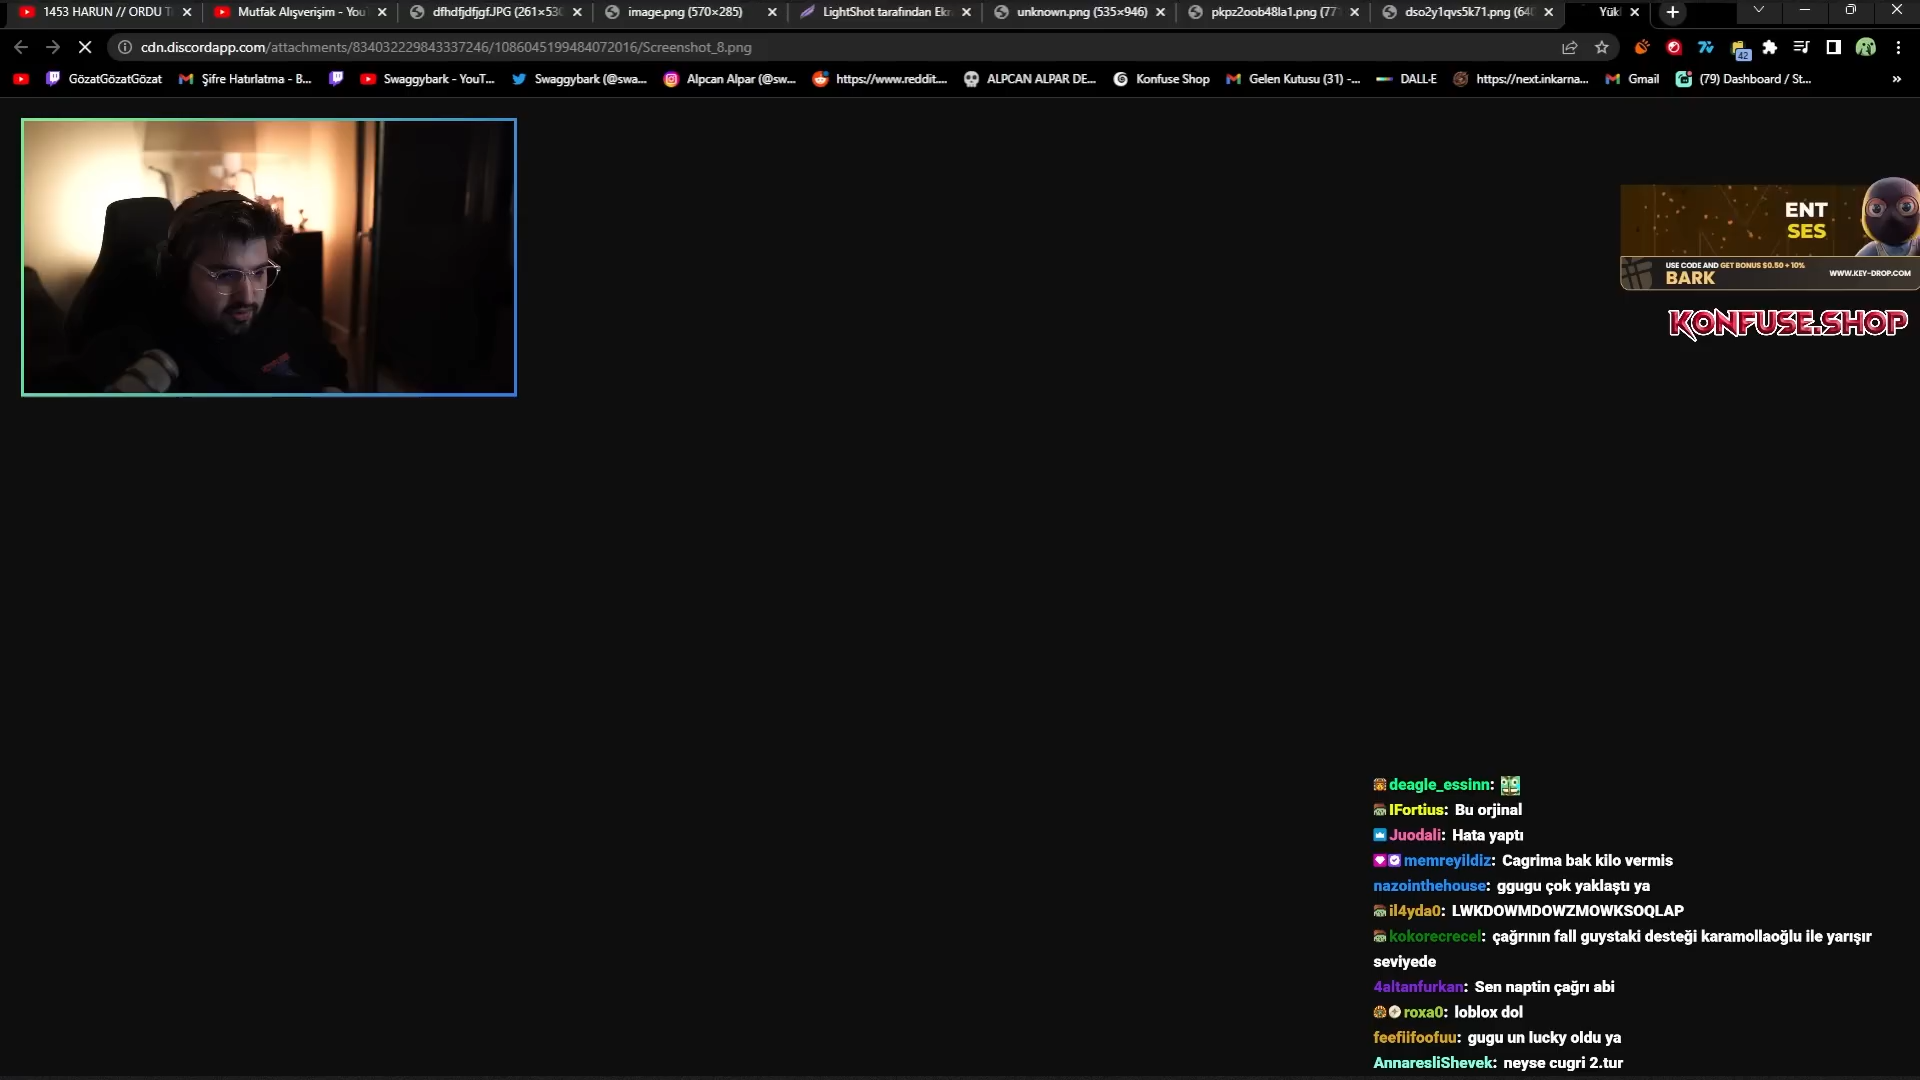 1453 HARUN // ORDU T
Mutfak Alışverişim - You
dfhdfjdfjgf.JPG (261×530
image.png (570×285)
LightShot tarafından Ekr
unknown.png (535×946)
pkpz2oob48la1.png (77
dso2y1qvs5k71.png (640
Yük
cdn.discordapp.com/attachments/834032229843337246/1086045199484072016/Screenshot_8.png
42
GözatGözatGözat
Şifre Hatırlatma - B...
Swaggybark - YouT...
Swaggybark (@swa...
Alpcan Alpar (@sw...
https://www.reddit....
ALPCAN ALPAR DE...
Konfuse Shop
Gelen Kutusu (31) -...
DALL·E
https://next.inkarna...
Gmail
(79) Dashboard / St...
»
ENT
SES
USE CODE AND GET BONUS $0.50 + 10%
BARK
WWW.KEY-DROP.COM
KONFUSE.SHOP
deagle_essinn:
IFortius: Bu orjinal
Juodali: Hata yaptı
memreyildiz: Cagrima bak kilo vermis
nazointhehouse: ggugu çok yaklaştı ya
il4yda0: LWKDOWMDOWZMOWKSOQLAP
kokorecrecel: çağrının fall guystaki desteği karamollaoğlu ile yarışır
seviyede
4altanfurkan: Sen naptin çağrı abi
roxa0: loblox dol
feefiifoofuu: gugu un lucky oldu ya
AnnaresliShevek: neyse cugri 2.tur